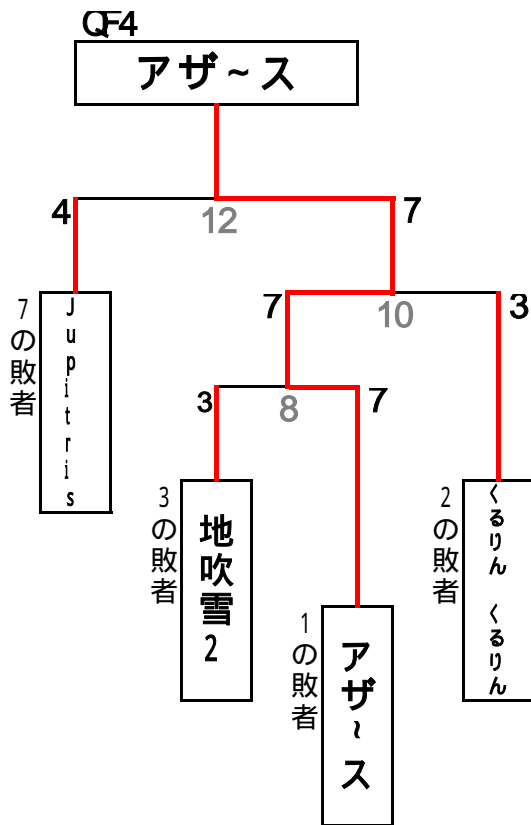 QF4
アザ~ス
4
12
7
7の敗者
Jupitris
7
10
3
3
8
7
3の敗者
地吹雪2
1の敗者
アザ~ス
2の敗者
くるりん くるりん